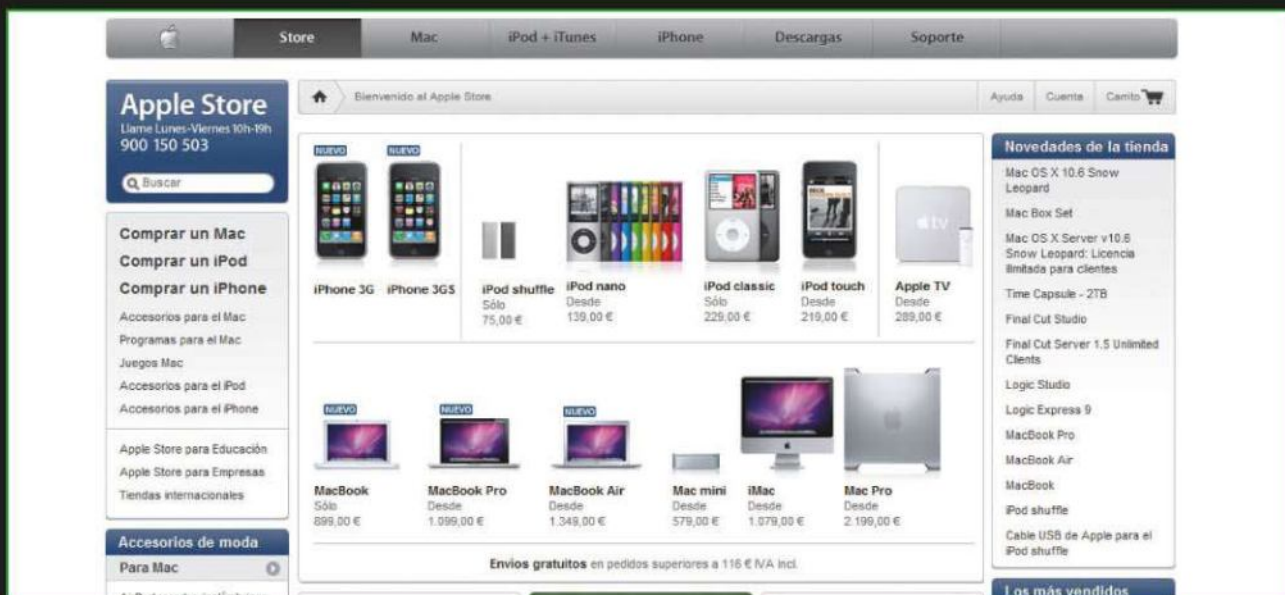 Store
Mac
iPod + iTunes
iPhone
Descargas
Soporte
Apple Store
Llame Lunes-Viernes 10h-19h
900 150 503
Buscar
Bienvenido al Apple Store
Ayuda
Cuenta
Carrito
Comprar un Mac
Comprar un iPod
Comprar un iPhone
Accesorios para el Mac
Programas para el Mac
Juegos Mac
Accesorios para el iPod
Accesorios para el iPhone
Apple Store para Educación
Apple Store para Empresas
Tiendas internacionales
Accesorios de moda
Para Mac
NUEVO
NUEVO
tv
iPhone 3G
iPhone 3GS
iPod shuffle
Sólo
75,00 €
iPod nano
Desde
139,00 €
iPod classic
Sólo
229,00 €
iPod touch
Desde
219,00 €
Apple TV
Desde
289,00 €
NUEVO
NUEVO
NUEVO
MacBook
Sólo
899,00 €
MacBook Pro
Desde
1.099,00 €
MacBook Air
Desde
1.349,00 €
Mac mini
Desde
579,00 €
iMac
Desde
1.079,00 €
Mac Pro
Desde
2.199,00 €
Envíos gratuitos en pedidos superiores a 116 € IVA incl.
Novedades de la tienda
Mac OS X 10.6 Snow
Leopard
Mac Box Set
Mac OS X Server v10.6
Snow Leopard: Licencia
ilimitada para clientes
Time Capsule - 2TB
Final Cut Studio
Final Cut Server 1.5 Unlimited
Clients
Logic Studio
Logic Express 9
MacBook Pro
MacBook Air
MacBook
iPod shuffle
Cable USB de Apple para el
iPod shuffle
Los más vendidos